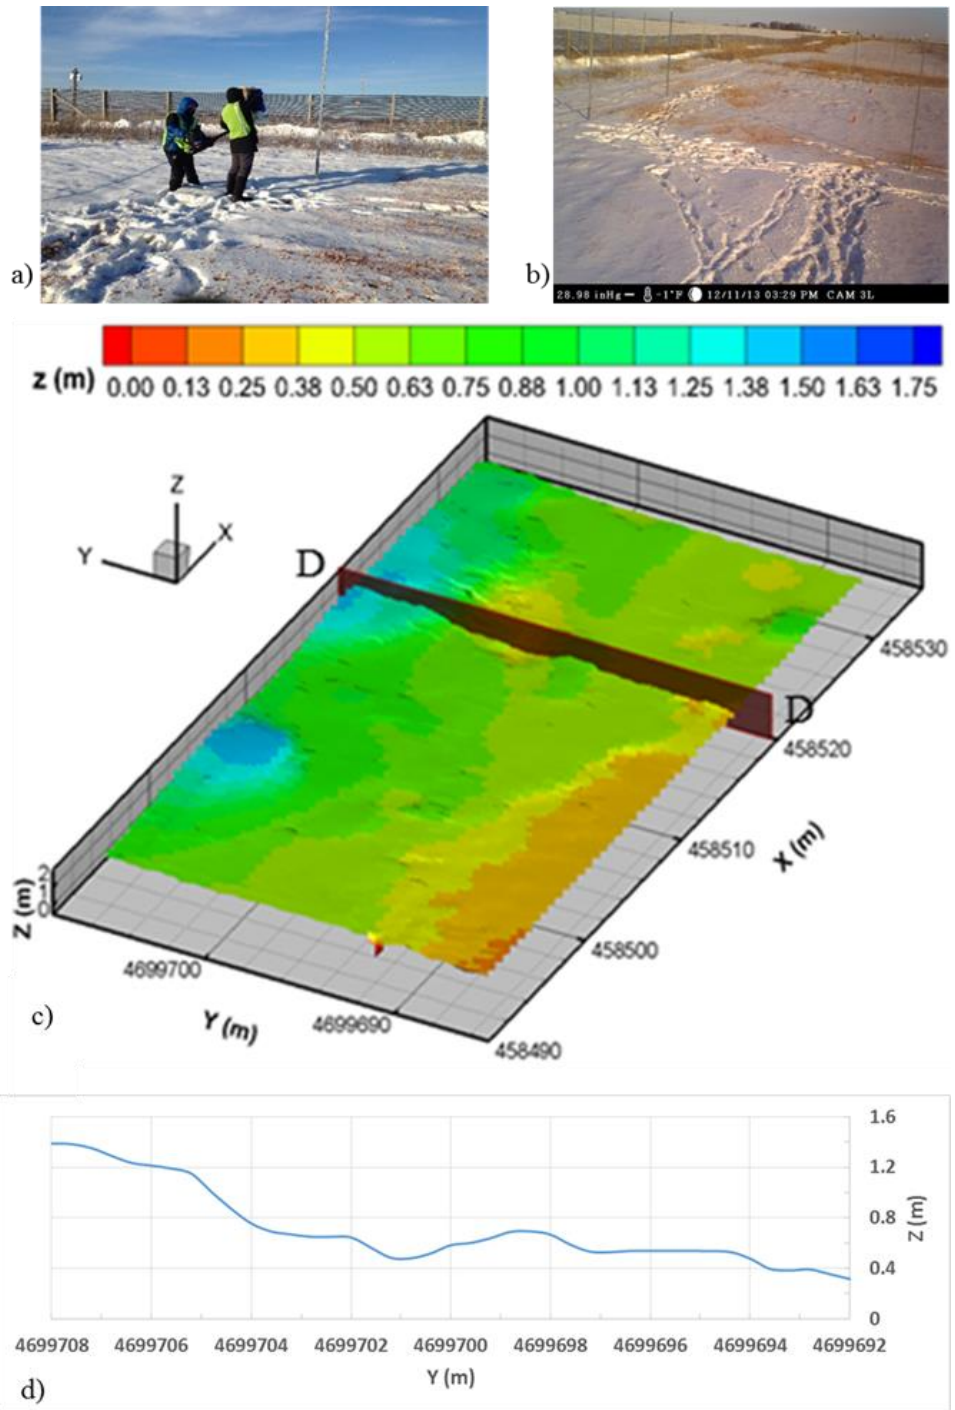 a)
b)
28.98 inHg -1°F 12/11/13 03:29 PM CAM 3L
z (m)
0.00 0.13 0.25 0.38 0.50 0.63 0.75 0.88 1.00 1.13 1.25 1.38 1.50 1.63 1.75
Z
X
Y
D
D
458530
458520
458510
X (m)
458500
458490
2
1
0
Z (m)
4699700
4699690
Y (m)
c)
1.6
1.2
0.8
0.4
0
Z (m)
4699708 4699706 4699704 4699702 4699700 4699698 4699696 4699694 4699692
Y (m)
d)